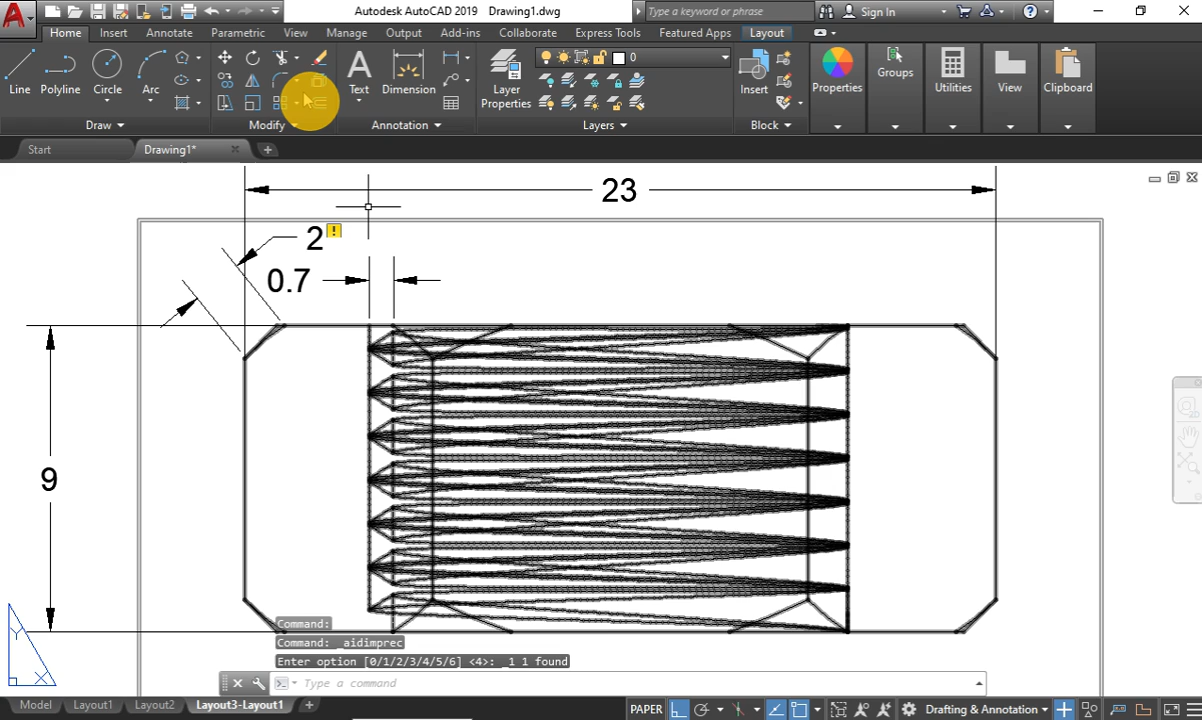 Autodesk AutoCAD 2019 Drawing1.dwg
Type a keyword or phrase
Sign In
Home Insert Annotate Parametric View Manage Output Add-ins Collaborate Express Tools Featured Apps Layout
0
Line Polyline Circle Arc
Text Dimension
Layer Properties
Insert
Properties Groups Utilities View Clipboard
Draw Modify Annotation Layers Block
Start Drawing1* +
23
2 !
0.7
9
Y
X
Command:
Command: _aidimprec
Enter option [0/1/2/3/4/5/6] <4>: _1 1 found
Type a command
Model Layout1 Layout2 Layout3-Layout1 +
PAPER Drafting & Annotation